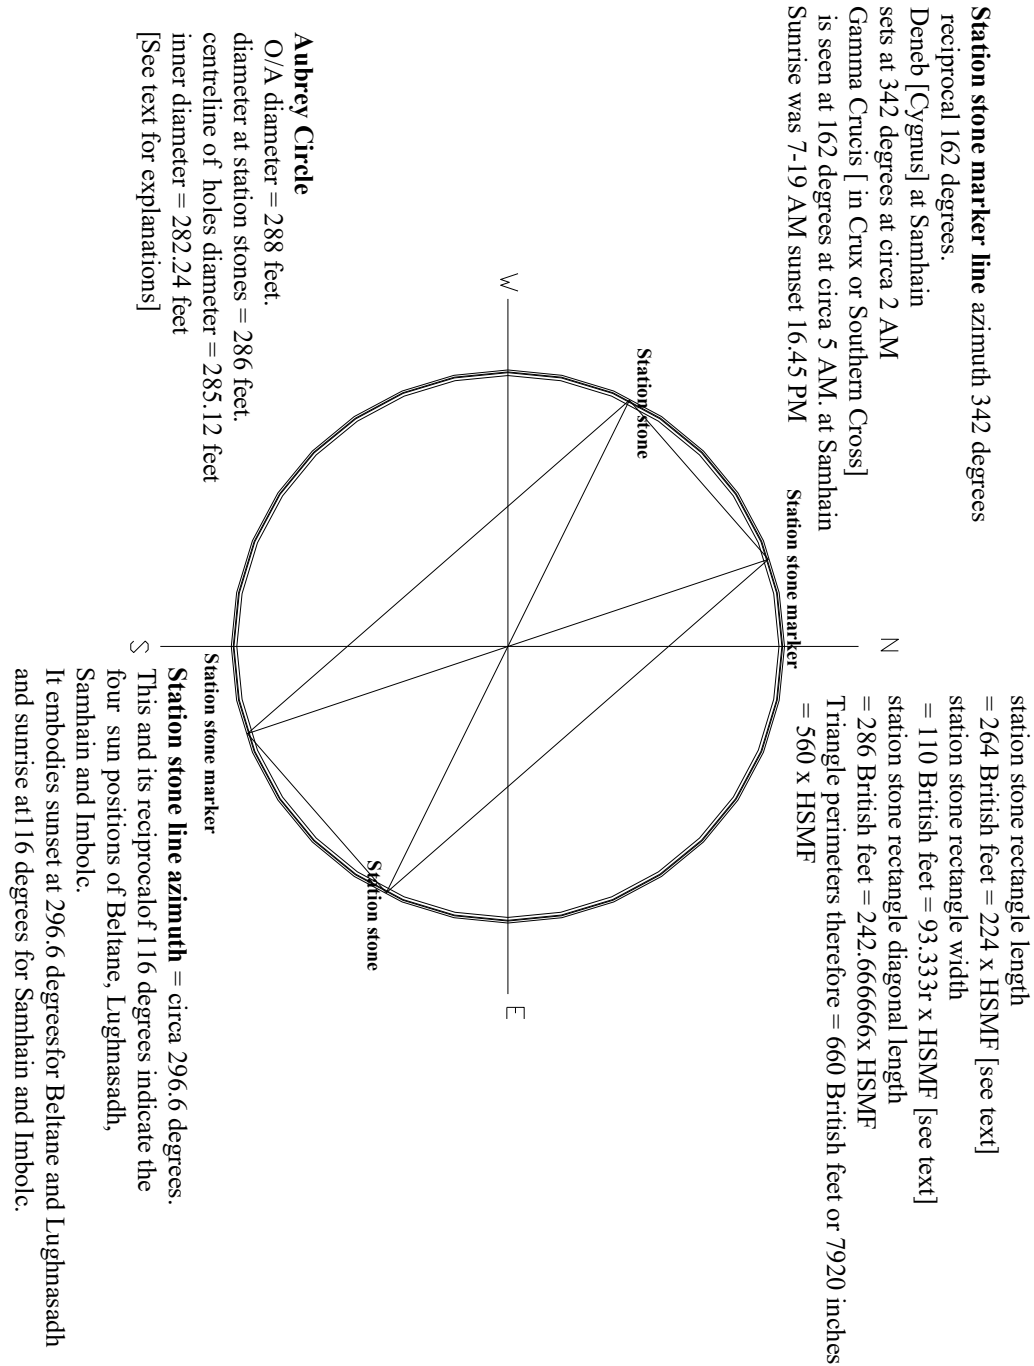 Station stone marker line azimuth 342 degrees
reciprocal 162 degrees.
Deneb [Cygnus] at Samhain
sets at 342 degrees at circa 2 AM
Gamma Crucis [ in Crux or Southern Cross]
is seen at 162 degrees at circa 5 AM. at Samhain
Sunrise was 7-19 AM sunset 16.45 PM
station stone rectangle length
= 264 British feet = 224 x HSMF [see text]
station stone rectangle width
= 110 British feet = 93.333r x HSMF [see text]
station stone rectangle diagonal length
= 286 British feet = 242.66666x HSMF
Triangle perimeters therefore = 660 British feet or 7920 inches
= 560 x HSMF
N
Station stone marker
Station stone
W
E
Station stone
S
Station stone marker
Aubrey Circle
O/A diameter = 288 feet.
diameter at station stones = 286 feet.
centreline of holes diameter = 285.12 feet
inner diameter = 282.24 feet
[See text for explanations]
Station stone line azimuth = circa 296.6 degrees.
This and its reciprocalof 116 degrees indicate the
four sun positions of Beltane, Lughnasadh,
Samhain and Imbolc.
It embodies sunset at 296.6 degreesfor Beltane and Lughnasadh
and sunrise at116 degrees for Samhain and Imbolc.